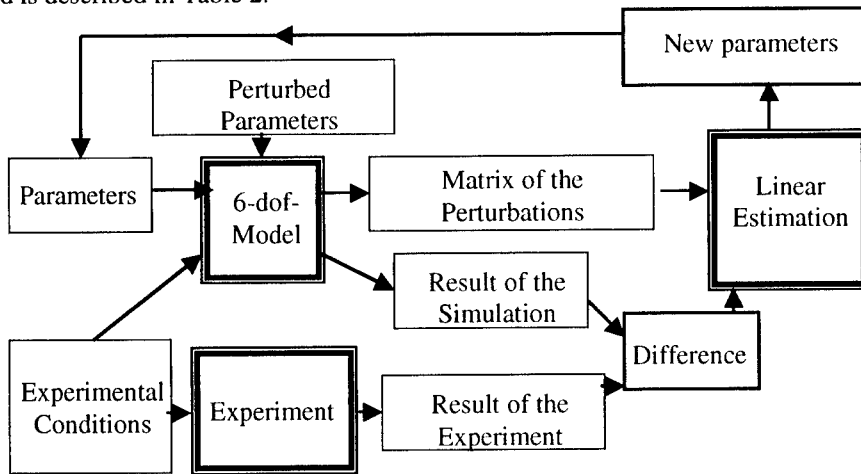 d is described in Table 2.
New parameters
Perturbed
Parameters
Parameters
6-dof-
Model
Matrix of the
Perturbations
Linear
Estimation
Result of the
Simulation
Difference
Experimental
Conditions
Experiment
Result of the
Experiment